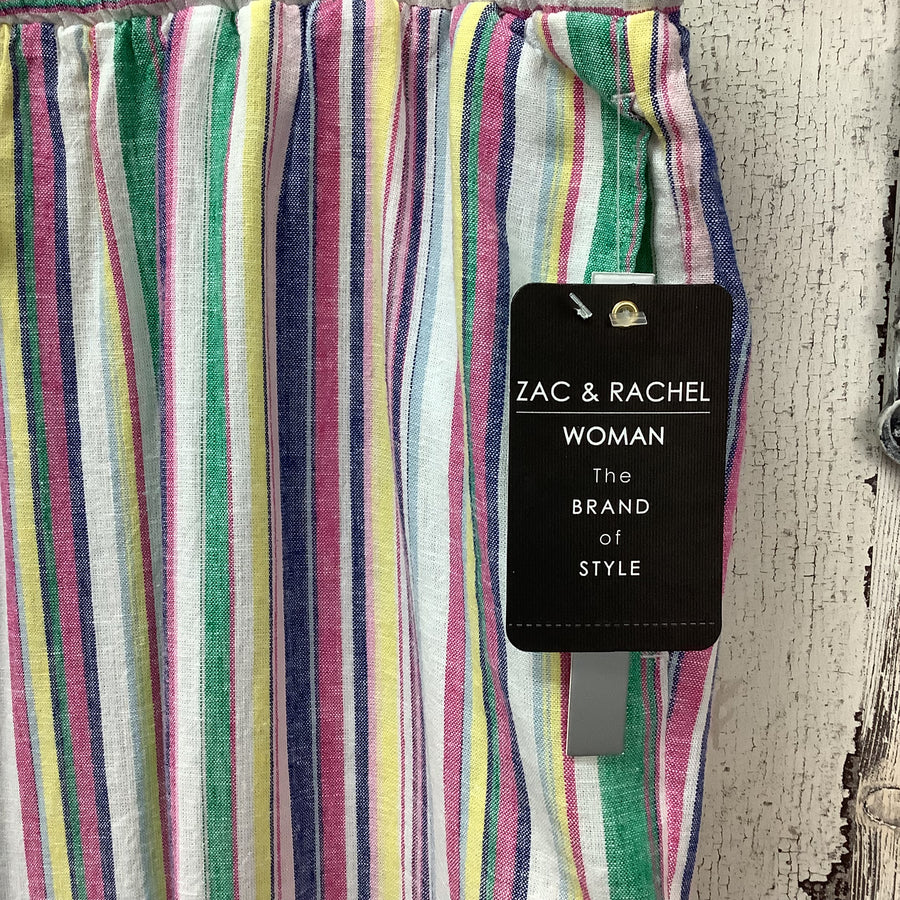 ZAC & RACHEL
WOMAN
The
BRAND
of
STYLE